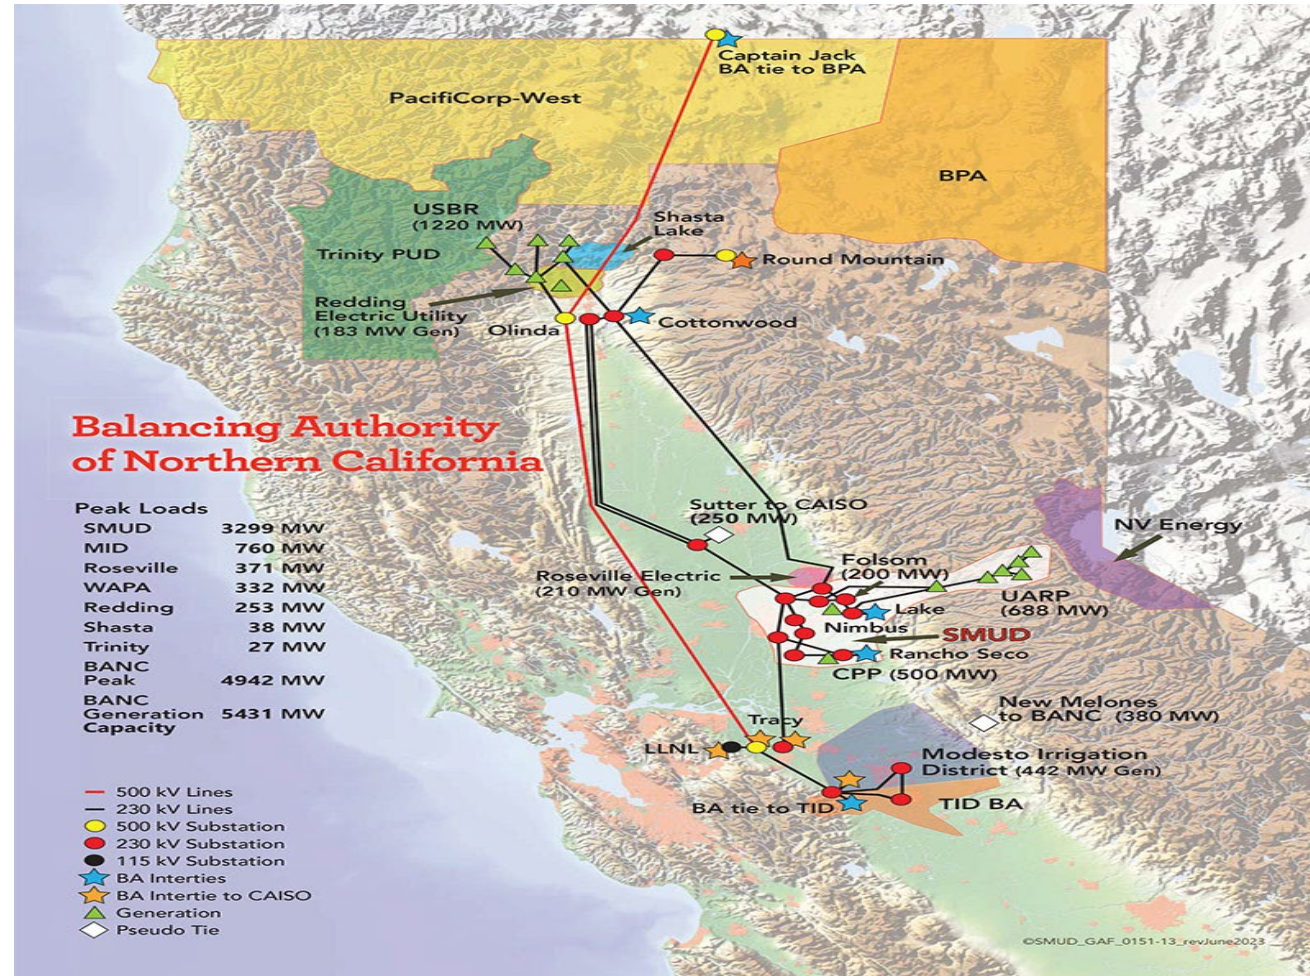 Captain Jack
BA tie to BPA
PacifiCorp-West
BPA
USBR
(1220 MW)
Shasta
Lake
Trinity PUD
Round Mountain
Redding
Electric Utility
(183 MW Gen)
Olinda
Cottonwood
Balancing Authority
of Northern California
Peak Loads
SMUD 3299 MW
MID 760 MW
Roseville 371 MW
WAPA 332 MW
Redding 253 MW
Shasta 38 MW
Trinity 27 MW
BANC
Peak 4942 MW
BANC
Generation 5431 MW
Capacity
Sutter to CAISO
(250 MW)
NV Energy
Folsom
(200 MW)
Roseville Electric
(210 MW Gen)
UARP
(688 MW)
Lake
Nimbus
SMUD
Rancho Seco
CPP (500 MW)
New Melones
to BANC (380 MW)
Tracy
LLNL
Modesto Irrigation
District (442 MW Gen)
BA tie to TID
TID BA
500 kV Lines
230 kV Lines
500 kV Substation
230 kV Substation
115 kV Substation
BA Interties
BA Intertie to CAISO
Generation
Pseudo Tie
©SMUD_GAF_0151-13_revJune2023